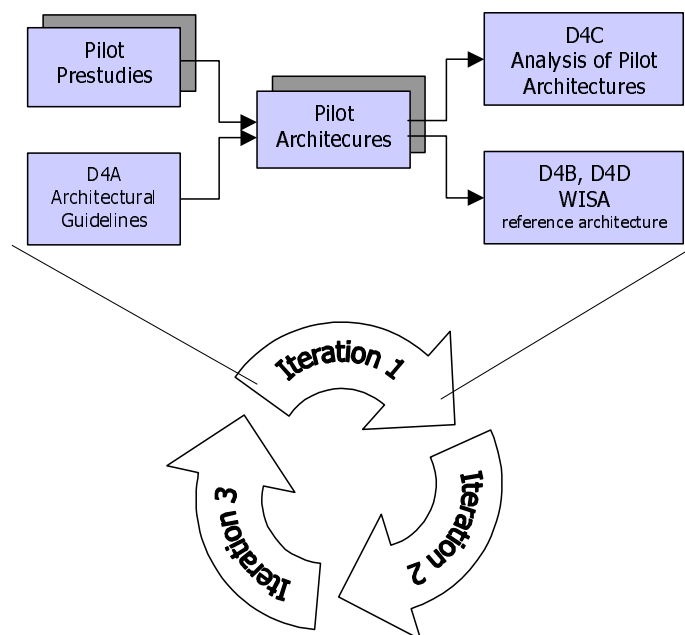 Pilot
Prestudies
D4A
Architectural
Guidelines
Pilot
Architecures
D4C
Analysis of Pilot
Architectures
D4B, D4D
WISA
reference architecture
Iteration 1
Iteration 2
Iteration 3